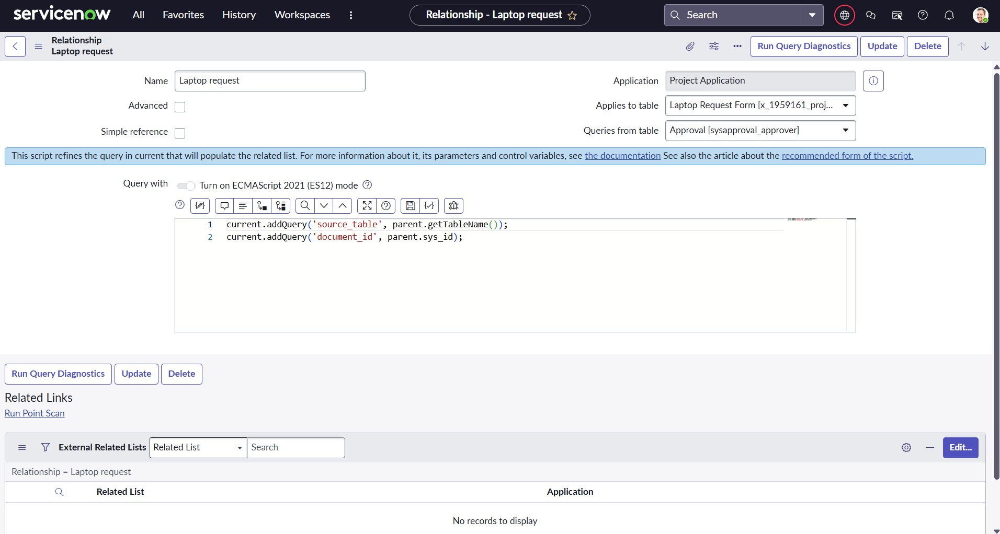 servicenow All Favorites History Workspaces Relationship - Laptop request Search
Relationship
Laptop request
Run Query Diagnostics Update Delete
Name Laptop request Application Project Application
Advanced Applies to table Laptop Request Form [x_1959161_proj...
Simple reference Queries from table Approval [sysapproval_approver]
This script refines the query in current that will populate the related list. For more information about it, its parameters and control variables, see the documentation See also the article about the recommended form of the script.
Query with Turn on ECMAScript 2021 (ES12) mode
1 current.addQuery('source_table', parent.getTableName());
2 current.addQuery('document_id', parent.sys_id);
Run Query Diagnostics Update Delete
Related Links
Run Point Scan
External Related Lists Related List Search Edit...
Relationship = Laptop request
Related List Application
No records to display